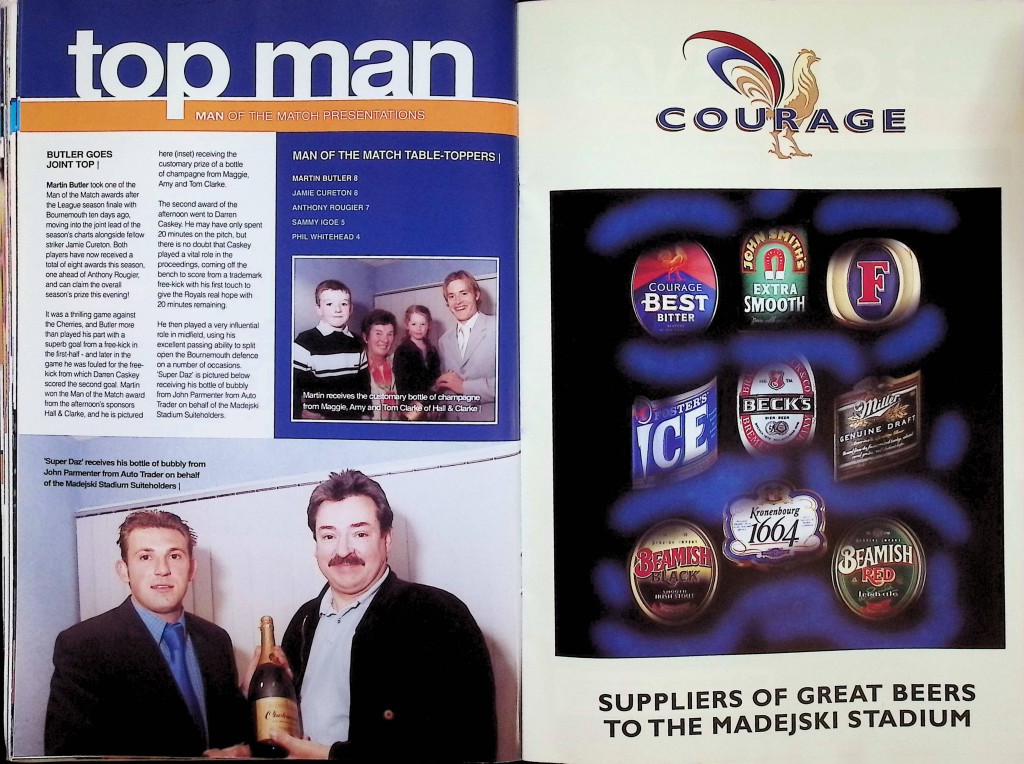 top man
MAN OF THE MATCH PRESENTATIONS
BUTLER GOES
JOINT TOP |
Martin Butler took one of the
Man of the Match awards after
the League season finale with
Bournemouth ten days ago,
moving into the joint lead of the
season's charts alongside fellow
striker Jamie Cureton. Both
players have now received a
total of eight awards this season,
one ahead of Anthony Rougier,
and can claim the overall
season's prize this evening!
It was a thrilling game against
the Cherries, and Butler more
than played his part with a
superb goal from a free-kick in
the first-half - and later in the
game he was fouled for the free-
kick from which Darren Caskey
scored the second goal. Martin
won the Man of the Match award
from the afternoon's sponsors
Hall & Clarke, and he is pictured
here (inset) receiving the
customary prize of a bottle
of champagne from Maggie,
Amy and Tom Clarke.
The second award of the
afternoon went to Darren
Caskey. He may have only spent
20 minutes on the pitch, but
there is no doubt that Caskey
played a vital role in the
proceedings, coming off the
bench to score from a trademark
free-kick with his first touch to
give the Royals real hope with
20 minutes remaining.
He then played a very influential
role in midfield, using his
excellent passing ability to split
open the Bournemouth defence
on a number of occasions.
'Super Daz' is pictured below
receiving his bottle of bubbly
from John Parmenter from Auto
Trader on behalf of the Madejski
Stadium Suiteholders.
MAN OF THE MATCH TABLE-TOPPERS |
MARTIN BUTLER 8
JAMIE CURETON 8
ANTHONY ROUGIER 7
SAMMY IGOE 5
PHIL WHITEHEAD 4
Martin receives the customary bottle of champagne
from Maggie, Amy and Tom Clarke of Hall & Clarke |
'Super Daz' receives his bottle of bubbly from
John Parmenter from Auto Trader on behalf
of the Madejski Stadium Suiteholders |
COURAGE
COURAGE
BEST
BITTER
JOHN SMITH'S
EXTRA
SMOOTH
F
FOSTER'S
ICE
BECK'S
Miller
GENUINE DRAFT
Kronenbourg
1664
BEAMISH
BLACK
SMOOTH
IRISH STOUT
BEAMISH
RED
Irish ale
SUPPLIERS OF GREAT BEERS
TO THE MADEJSKI STADIUM